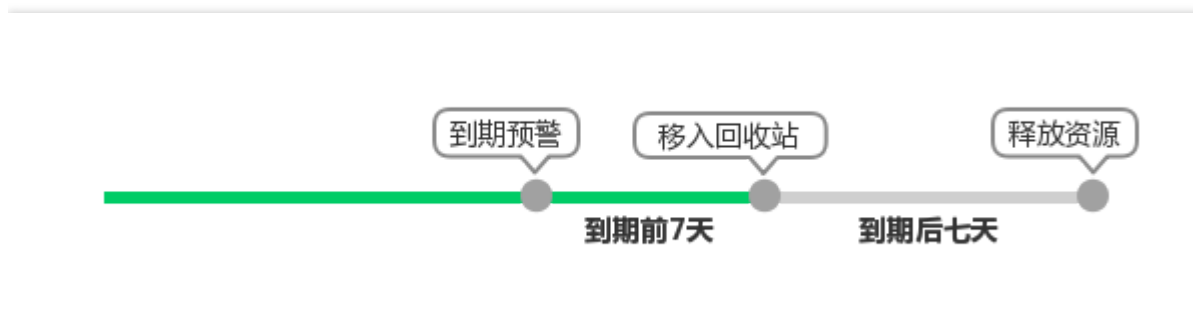 到期预警
移入回收站
释放资源
到期前7天
到期后七天